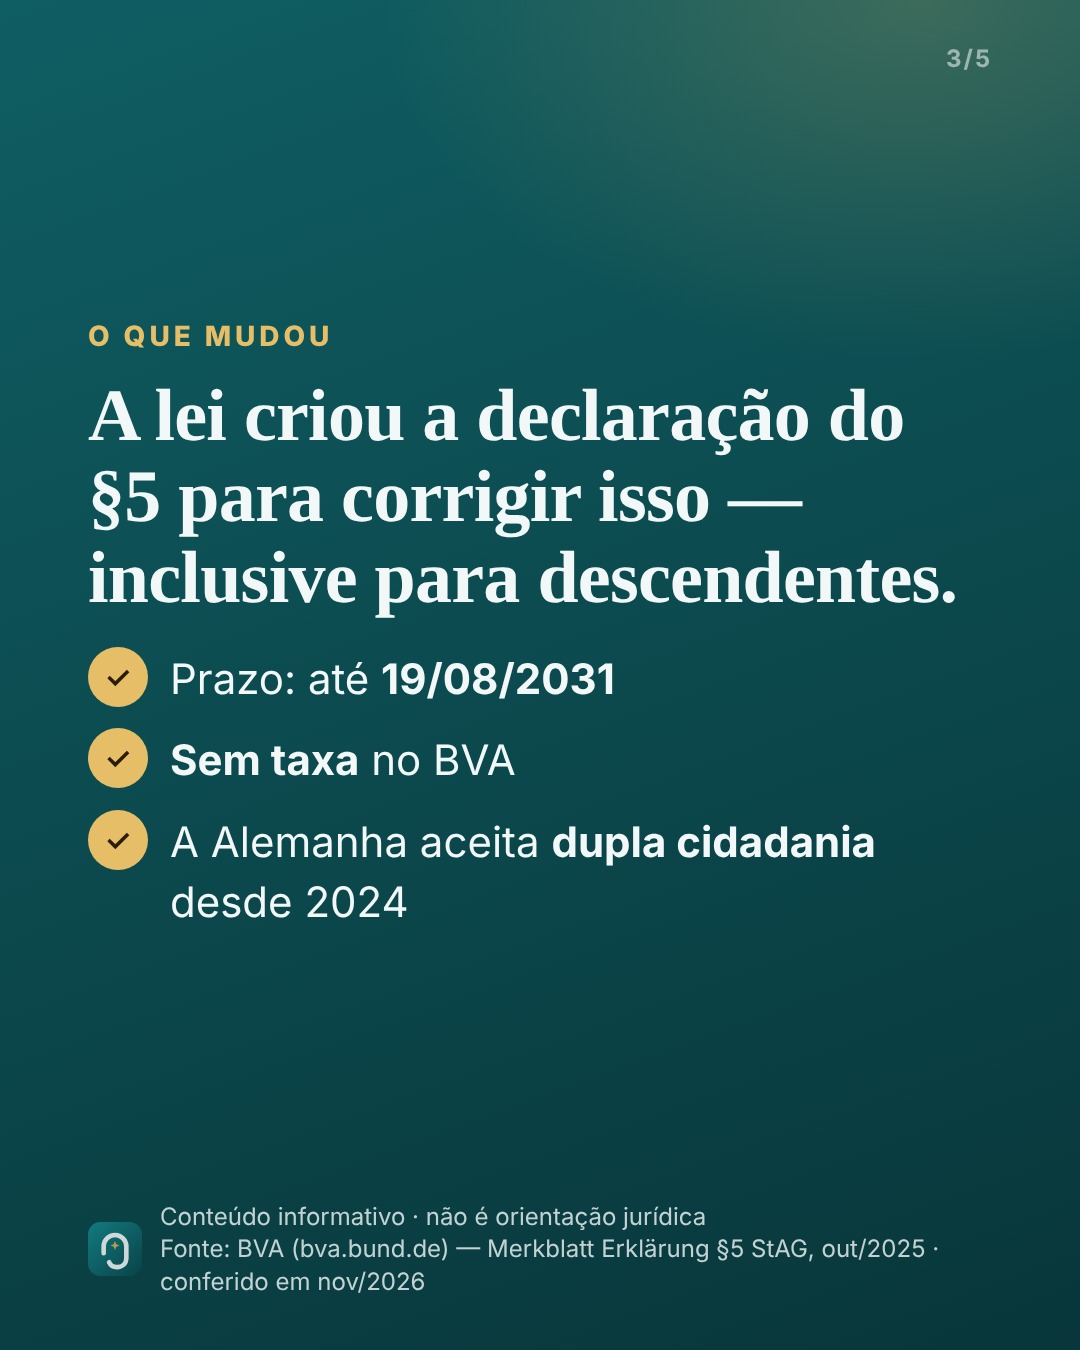 3/5
O QUE MUDOU
A lei criou a declaração do
§5 para corrigir isso —
inclusive para descendentes.
Prazo: até 19/08/2031
Sem taxa no BVA
A Alemanha aceita dupla cidadania
desde 2024
Conteúdo informativo · não é orientação jurídica
Fonte: BVA (bva.bund.de) — Merkblatt Erklärung §5 StAG, out/2025 ·
conferido em nov/2026